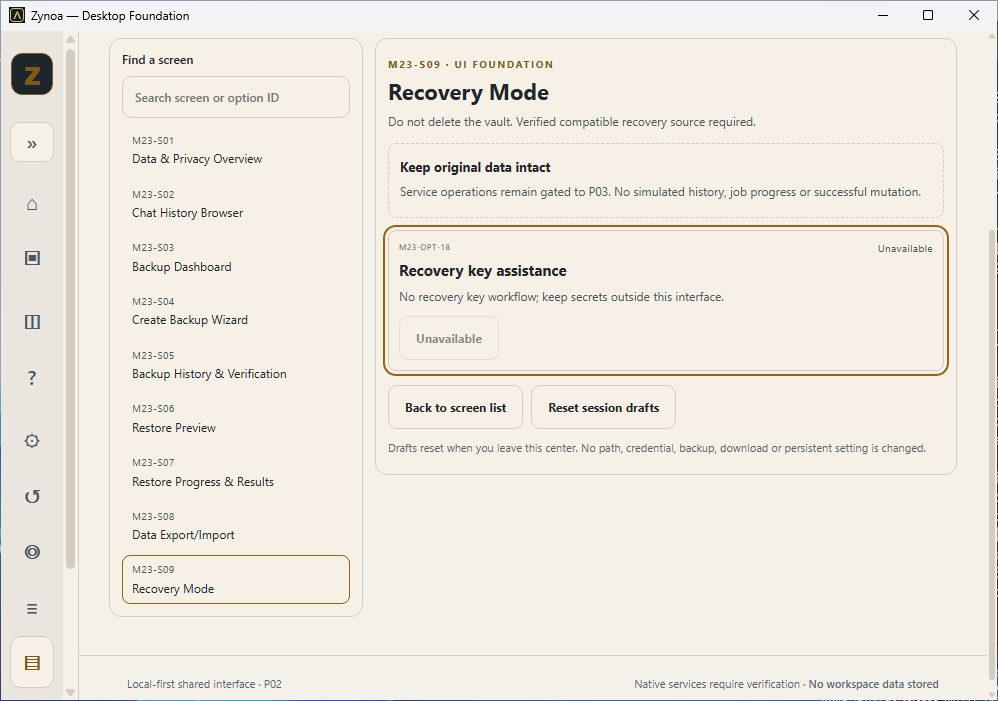 Zynoa — Desktop Foundation
Z
»
?
Find a screen
Search screen or option ID
M23-S01
Data & Privacy Overview
M23-S02
Chat History Browser
M23-S03
Backup Dashboard
M23-S04
Create Backup Wizard
M23-S05
Backup History & Verification
M23-S06
Restore Preview
M23-S07
Restore Progress & Results
M23-S08
Data Export/Import
M23-S09
Recovery Mode
M23-S09 · UI FOUNDATION
Recovery Mode
Do not delete the vault. Verified compatible recovery source required.
Keep original data intact
Service operations remain gated to P03. No simulated history, job progress or successful mutation.
M23-OPT-18
Unavailable
Recovery key assistance
No recovery key workflow; keep secrets outside this interface.
Unavailable
Back to screen list
Reset session drafts
Drafts reset when you leave this center. No path, credential, backup, download or persistent setting is changed.
Local-first shared interface · P02
Native services require verification · No workspace data stored